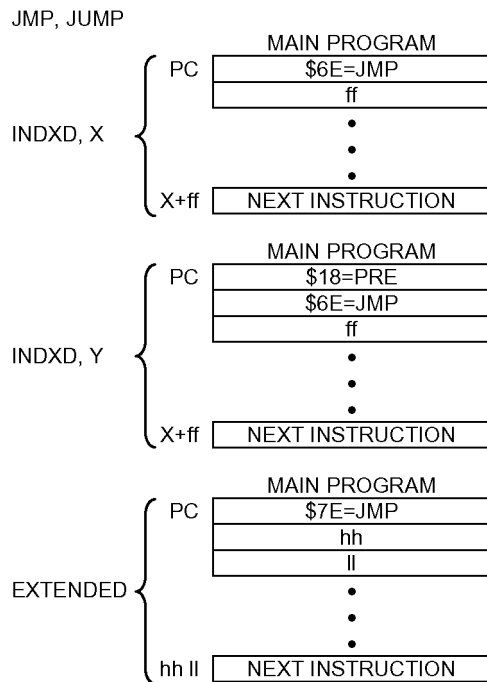 JMP, JUMP
MAIN PROGRAM
PC $6E=JMP
ff
INDXD, X
X+ff NEXT INSTRUCTION
MAIN PROGRAM
PC $18=PRE
$6E=JMP
ff
INDXD, Y
X+ff NEXT INSTRUCTION
MAIN PROGRAM
PC $7E=JMP
hh
ll
EXTENDED
hh ll NEXT INSTRUCTION